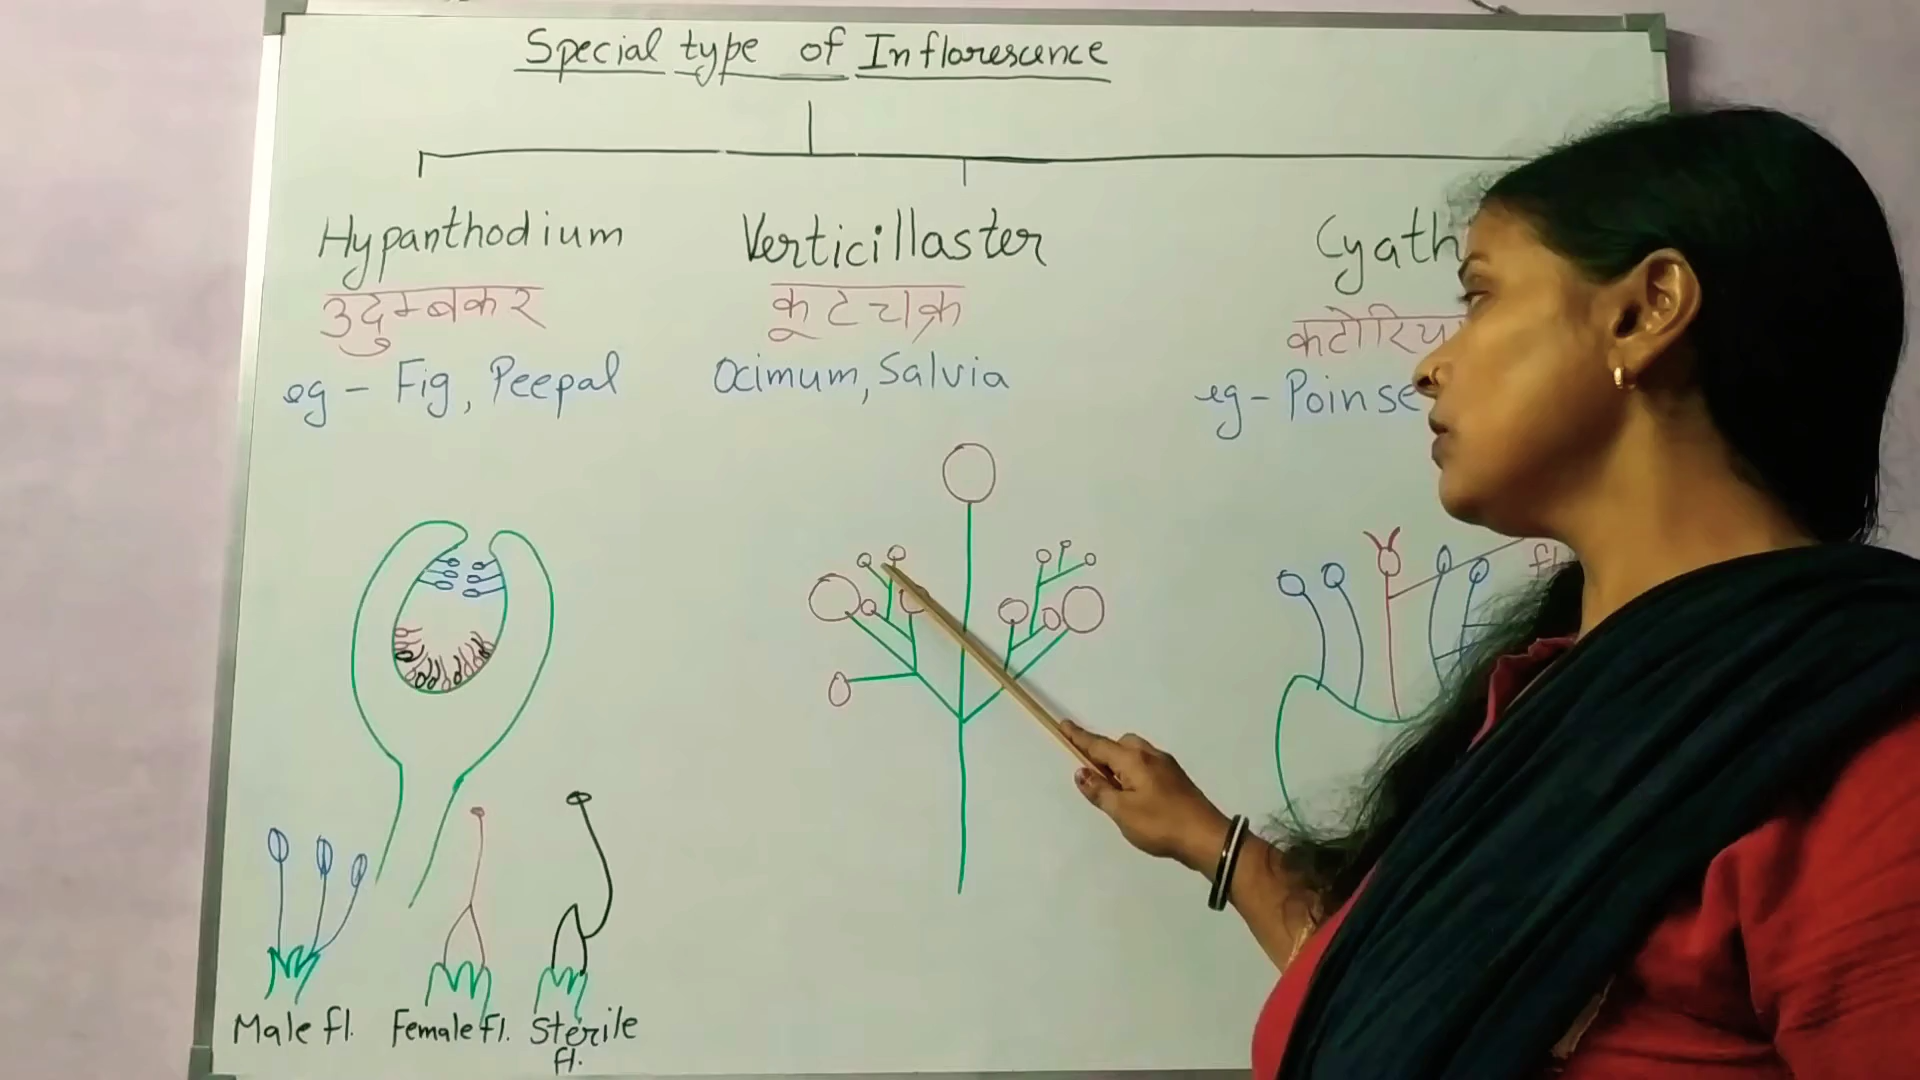 Special type of Inflorescence
Hypanthodium
उदुम्बकर
eg - Fig, Peepal
Verticillaster
कूटचक्र
Ocimum, Salvia
Cyath
कटोरिय
eg - Poinse
fl
Male fl.
Female fl.
Sterile
fl.